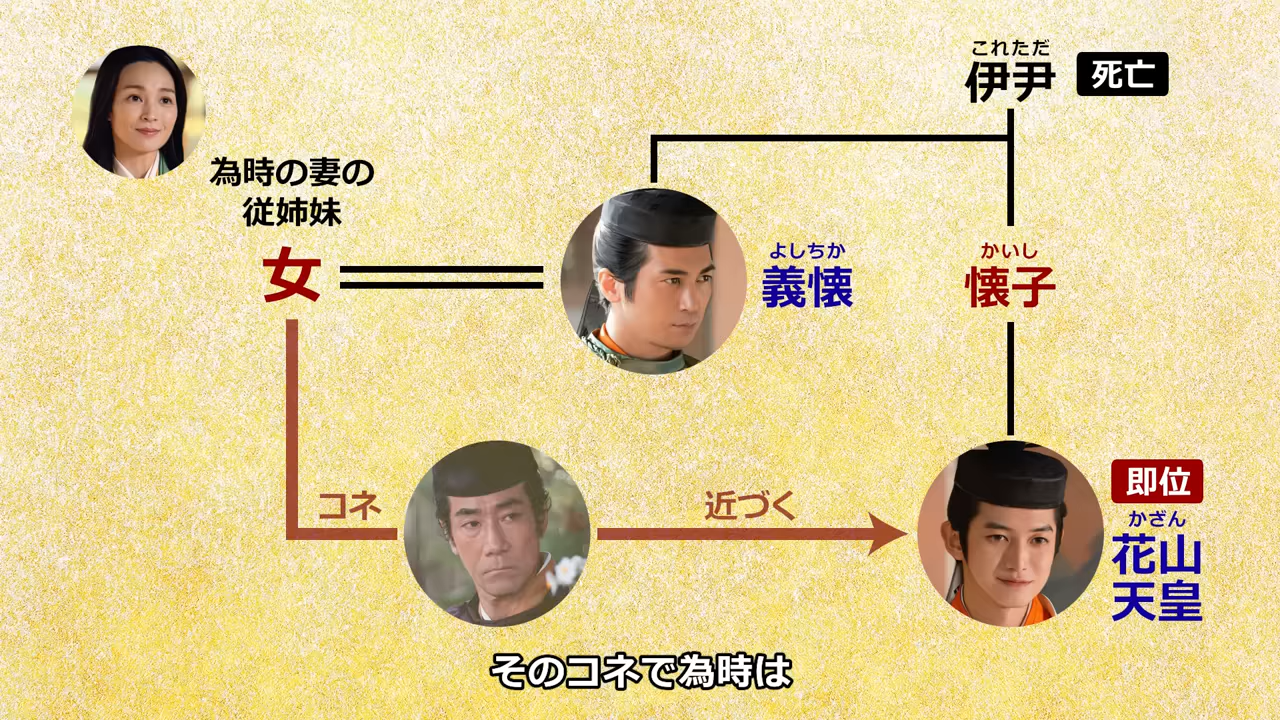 これただ
伊尹
死亡
為時の妻の
従姉妹
女
よしちか
義懐
かいし
懐子
コネ
近づく
即位
かざん
花山
天皇
そのコネで為時は